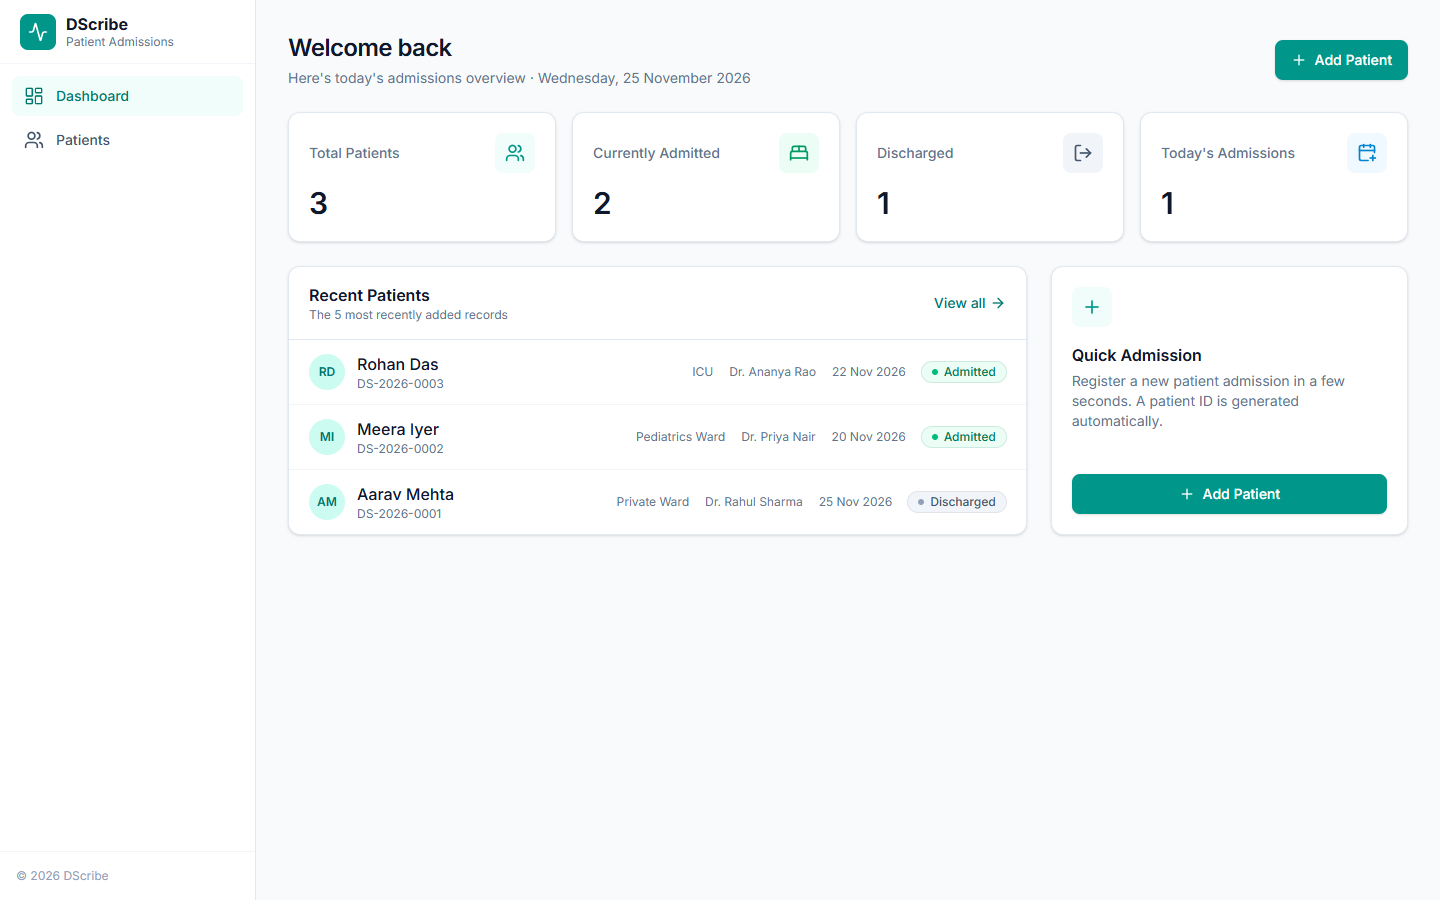 DScribe
Patient Admissions
Dashboard
Patients
© 2026 DScribe
Welcome back
Here's today's admissions overview · Wednesday, 25 November 2026
Add Patient
Total Patients
3
Currently Admitted
2
Discharged
1
Today's Admissions
1
Recent Patients
The 5 most recently added records
View all
RD Rohan Das ICU Dr. Ananya Rao 22 Nov 2026 Admitted
DS-2026-0003
MI Meera Iyer Pediatrics Ward Dr. Priya Nair 20 Nov 2026 Admitted
DS-2026-0002
AM Aarav Mehta Private Ward Dr. Rahul Sharma 25 Nov 2026 Discharged
DS-2026-0001
Quick Admission
Register a new patient admission in a few
seconds. A patient ID is generated
automatically.
Add Patient